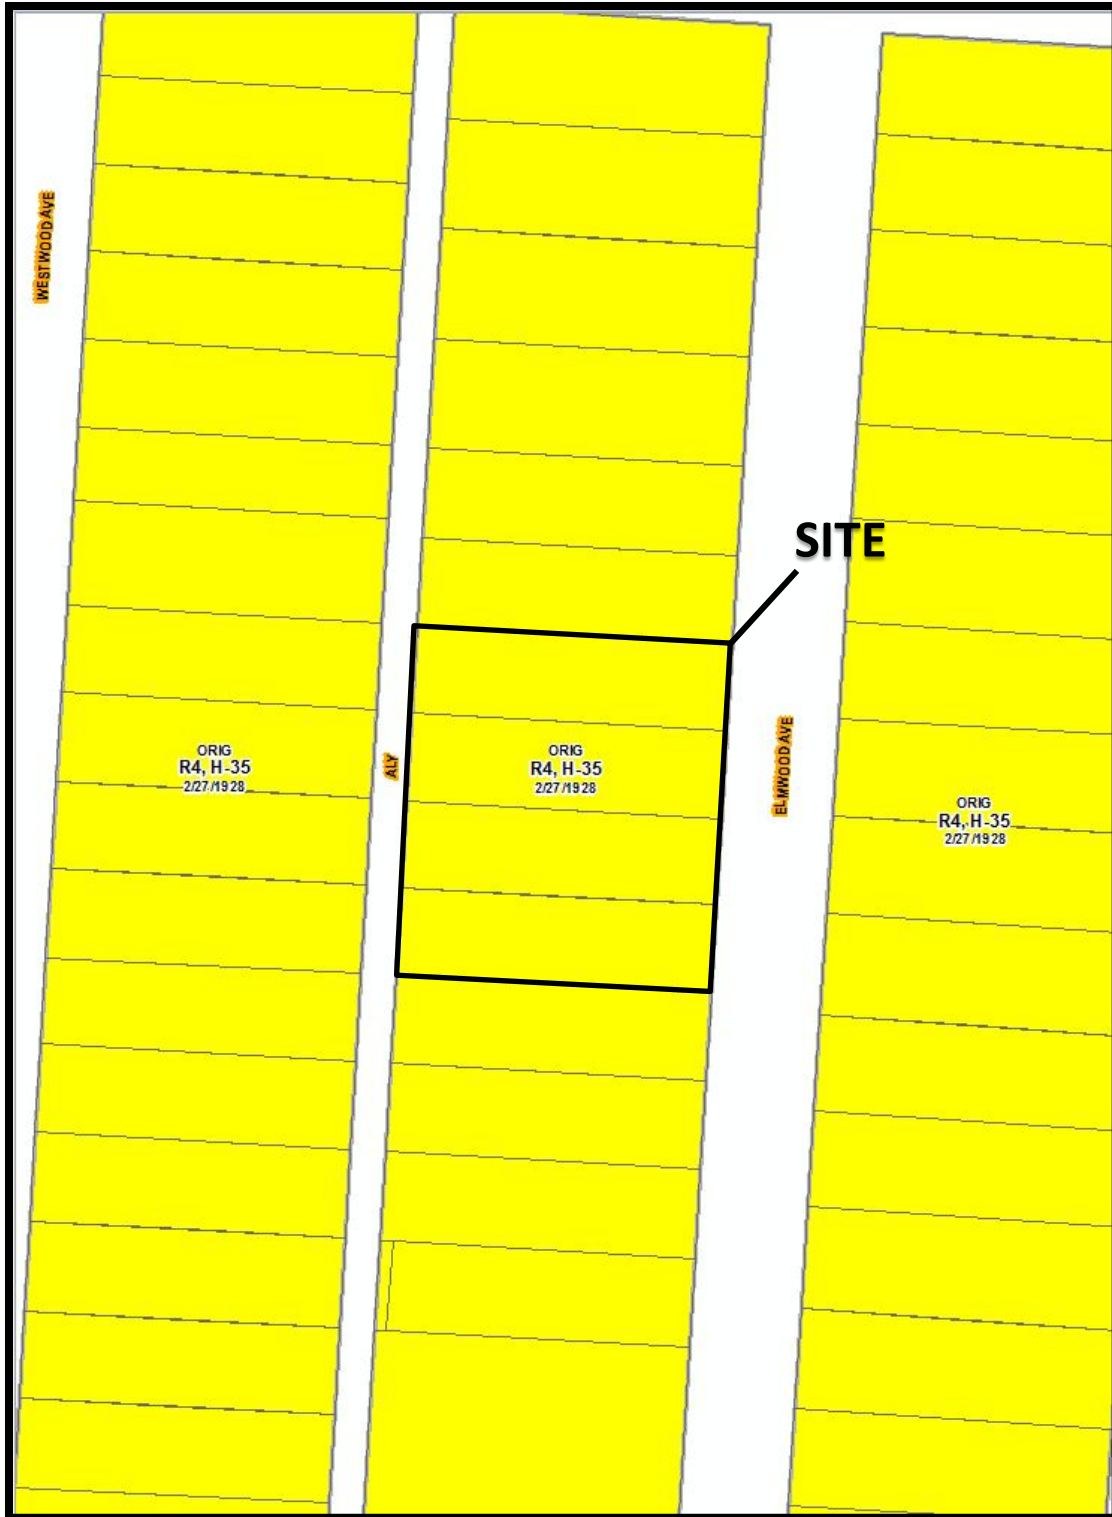 WESTWOOD AVE
SITE
ORIG
R4, H-35
2/27/1928
ALY
ORIG
R4, H-35
2/27/1928
ELMWOOD AVE
ORIG
R4, H-35
2/27/1928